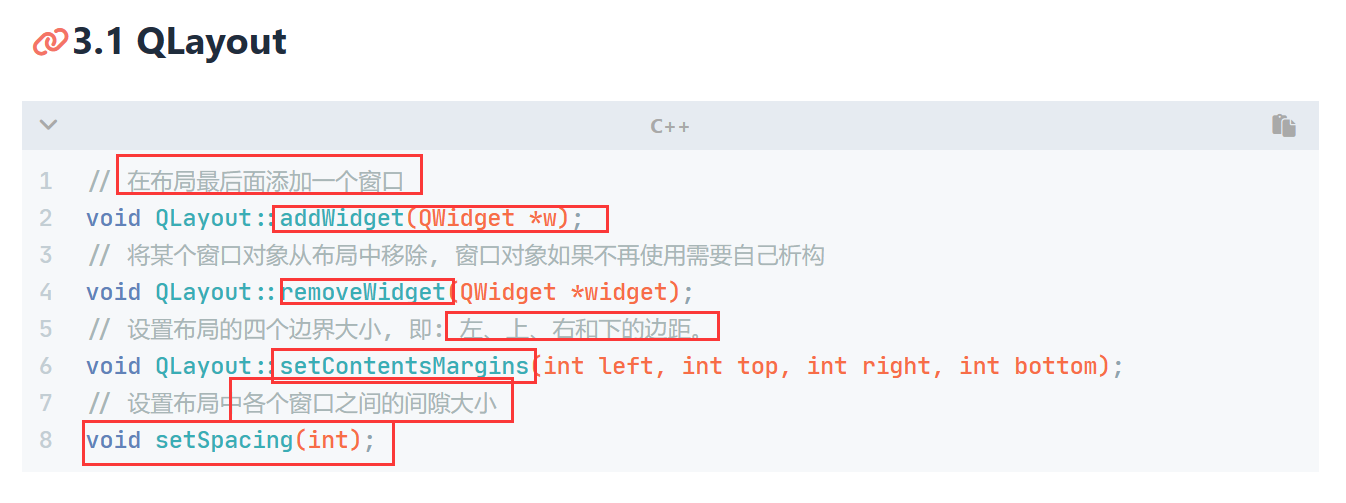 3.1 QLayout
C++
1 // 在布局最后面添加一个窗口
2 void QLayout::addWidget(QWidget *w);
3 // 将某个窗口对象从布局中移除, 窗口对象如果不再使用需要自己析构
4 void QLayout::removeWidget(QWidget *widget);
5 // 设置布局的四个边界大小, 即: 左、上、右和下的边距。
6 void QLayout::setContentsMargins(int left, int top, int right, int bottom);
7 // 设置布局中各个窗口之间的间隙大小
8 void setSpacing(int);